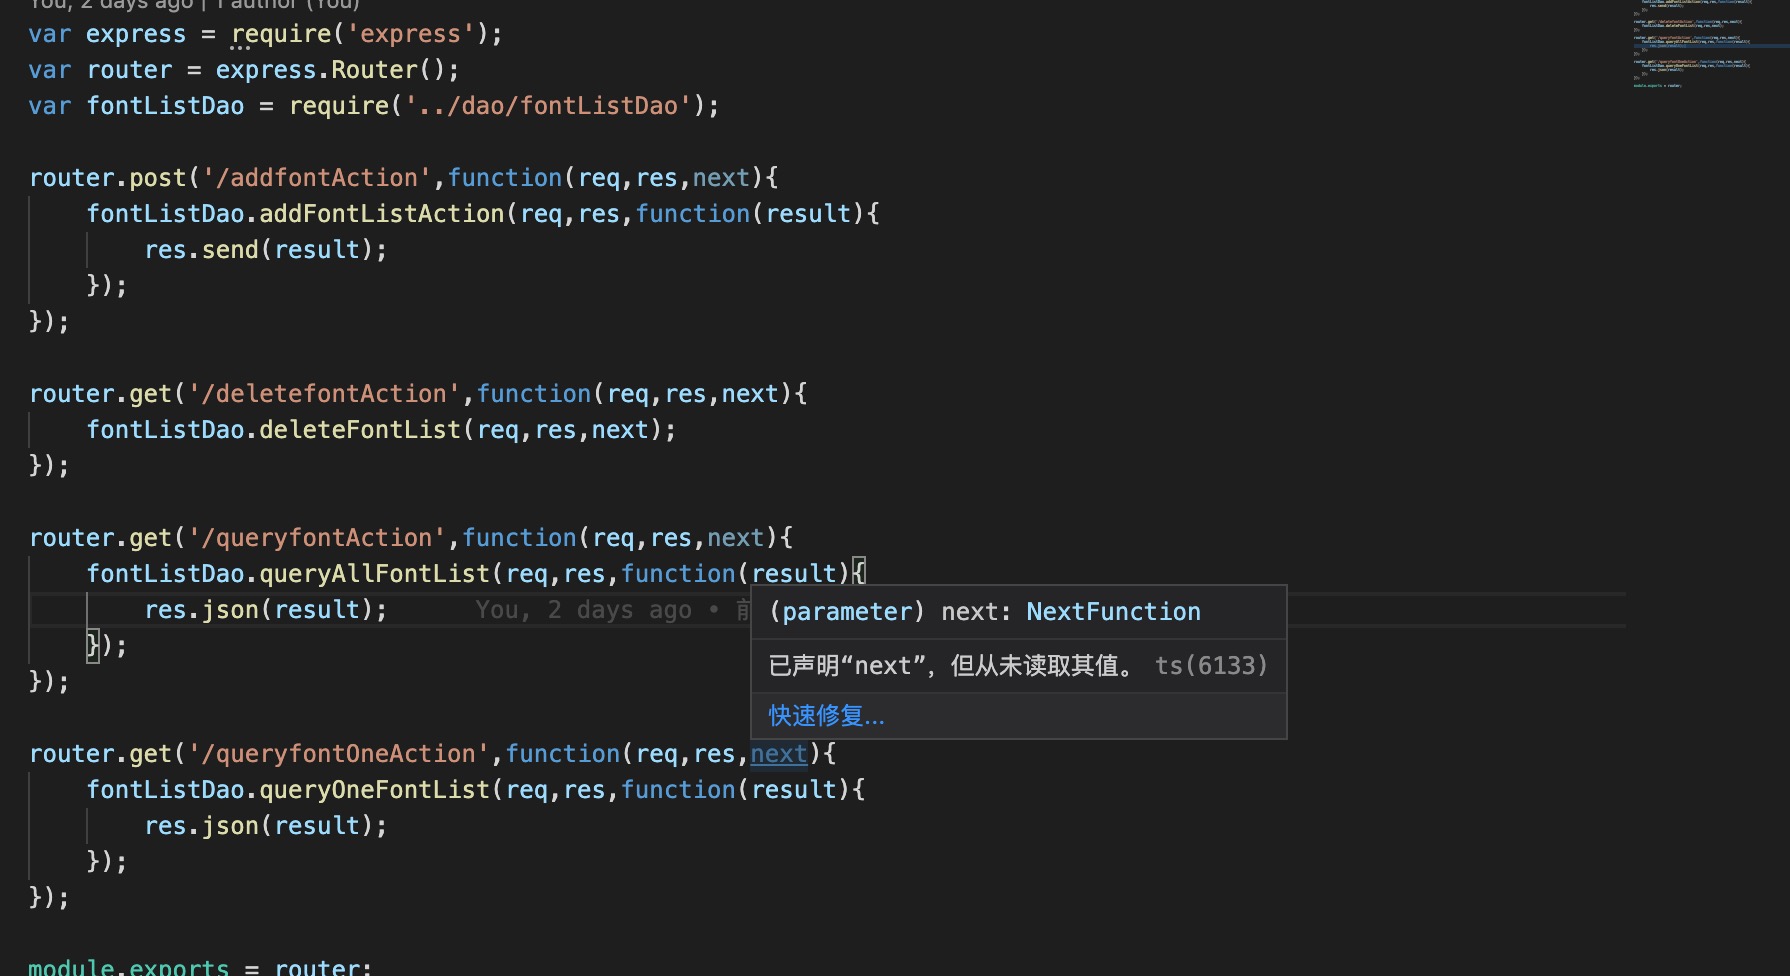 You, 2 days ago | 1 author (You)
var express = require('express');
var router = express.Router();
var fontListDao = require('../dao/fontListDao');
router.post('/addfontAction',function(req,res,next){
    fontListDao.addFontListAction(req,res,function(result){
        res.send(result);
    });
});
router.get('/deletefontAction',function(req,res,next){
    fontListDao.deleteFontList(req,res,next);
});
router.get('/queryfontAction',function(req,res,next){
    fontListDao.queryAllFontList(req,res,function(result){
        res.json(result);      You, 2 days ago •
    });
});
(parameter) next: NextFunction
已声明“next”，但从未读取其值。 ts(6133)
快速修复...
router.get('/queryfontOneAction',function(req,res,next){
    fontListDao.queryOneFontList(req,res,function(result){
        res.json(result);
    });
});
module.exports = router;